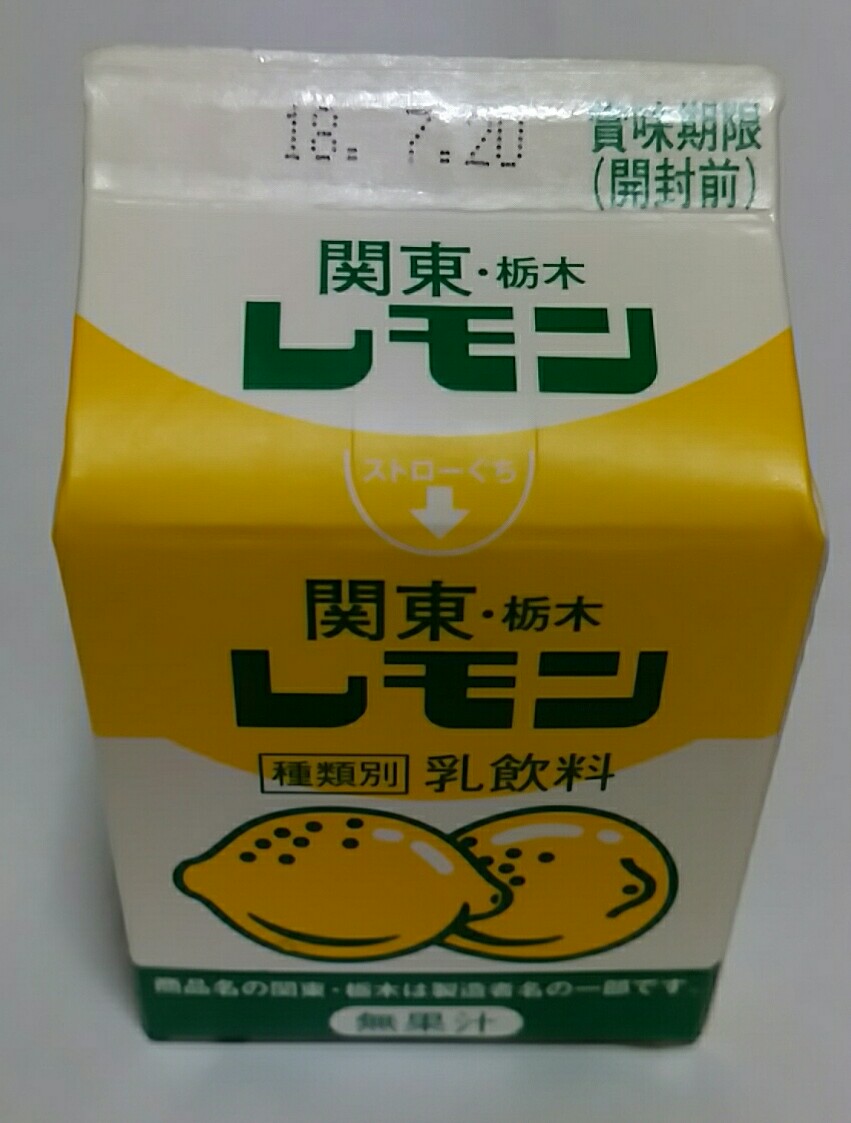 18. 7.20
賞味期限
(開封前)
関東・栃木
レモン
ストローぐち
関東・栃木
レモン
種類別 乳飲料
商品名の関東・栃木は製造者名の一部です。
無果汁